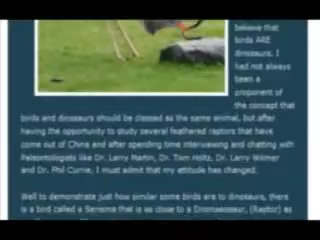 believe that
birds ARE
dinosaurs. I
had not always
been a
proponent of
the concept that
birds and dinosaurs should be classed as the same animal, but after
having the opportunity to study several feathered raptors that have
come out of China and after spending time interviewing and chatting with
Paleontologists like Dr. Larry Martin, Dr. Tom Holtz, Dr. Larry Witmer
and Dr. Phil Currie, I must admit that my attitude has changed.
Well to demonstrate just how similar some birds are to dinosaurs, there
is a bird called a Seriema that is so close to a Dromaeosaur, (Raptor) as